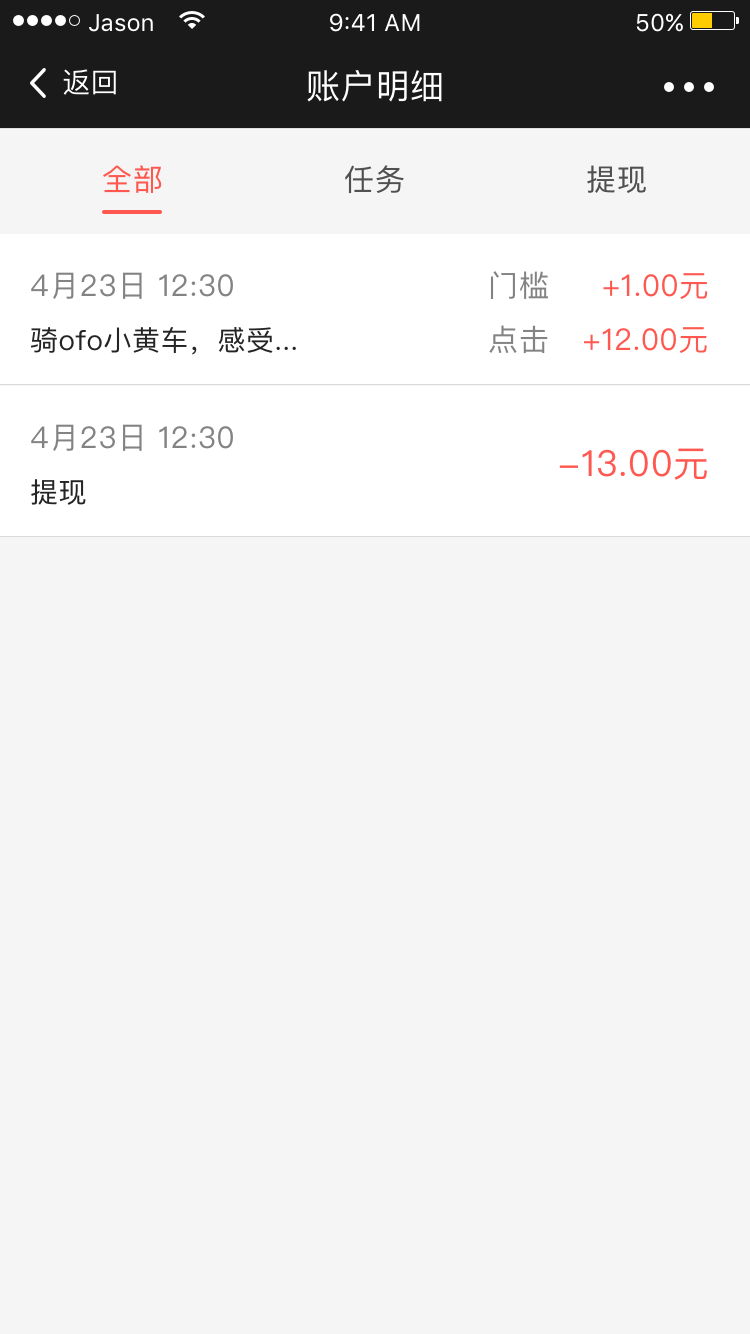 Jason 9:41 AM 50%
返回 账户明细
全部 任务 提现
4月23日 12:30 门槛 +1.00元
骑ofo小黄车，感受... 点击 +12.00元
4月23日 12:30
–13.00元
提现